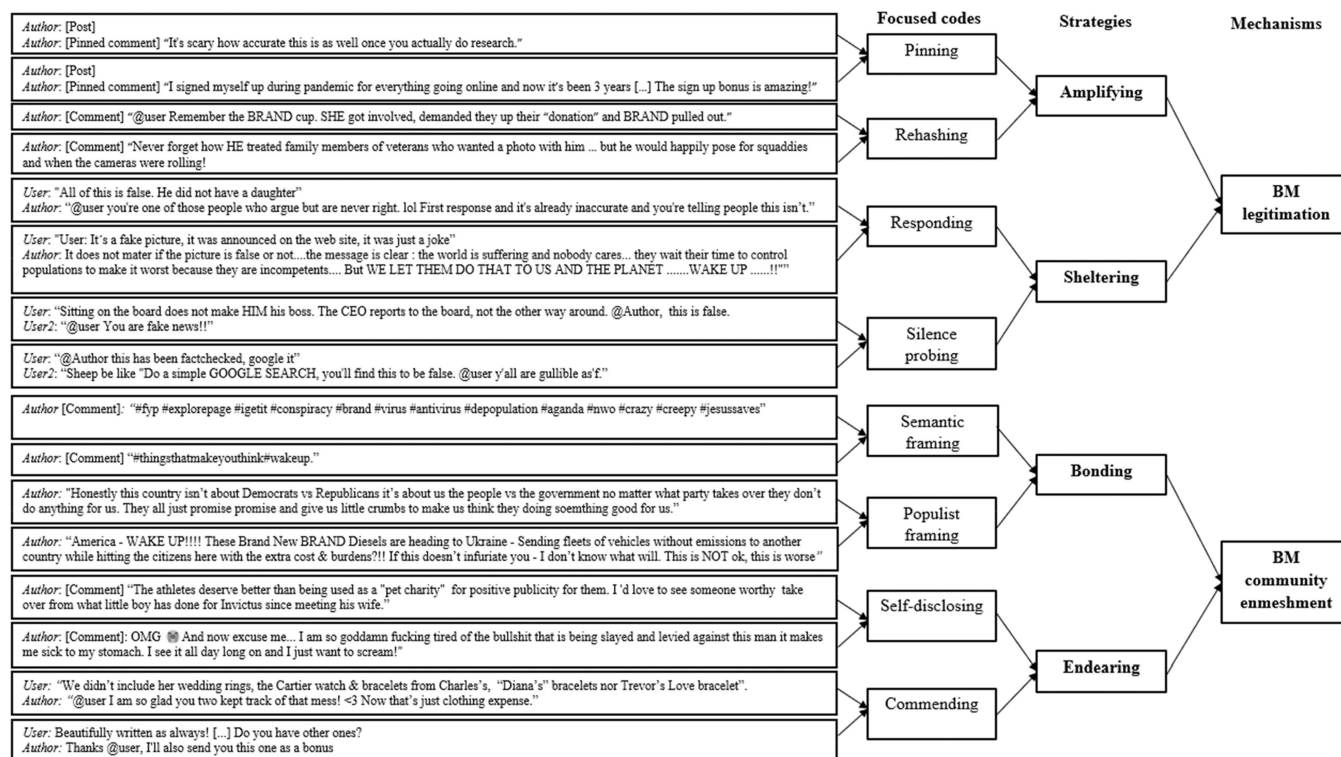 Focused codes
Strategies
Mechanisms
Author: [Post]
Author: [Pinned comment] "It's scary how accurate this is as well once you actually do research."
Author: [Post]
Author: [Pinned comment] "I signed myself up during pandemic for everything going online and now it's been 3 years [...] The sign up bonus is amazing!"
Author: [Comment] "@user Remember the BRAND cup. SHE got involved, demanded they up their "donation" and BRAND pulled out."
Author: [Comment] "Never forget how HE treated family members of veterans who wanted a photo with him ... but he would happily pose for squaddies
and when the cameras were rolling!
User: "All of this is false. He did not have a daughter"
Author: "@user you're one of those people who argue but are never right. lol First response and it's already inaccurate and you're telling people this isn't."
User: "User: It´s a fake picture, it was announced on the web site, it was just a joke"
Author: It does not mater if the picture is false or not....the message is clear : the world is suffering and nobody cares... they wait their time to control
populations to make it worst because they are incompetents.... But WE LET THEM DO THAT TO US AND THE PLANET .......WAKE UP ......!!""
User: "Sitting on the board does not make HIM his boss. The CEO reports to the board, not the other way around. @Author, this is false.
User2: "@user You are fake news!!"
User: "@Author this has been factchecked, google it"
User2: "Sheep be like "Do a simple GOOGLE SEARCH, you'll find this to be false. @user y'all are gullible as'f."
Author [Comment]: "#fyp #explorepage #igetit #conspiracy #brand #virus #antivirus #depopulation #aganda #nwo #crazy #creepy #jesussaves"
Author: [Comment] "#thingsthatmakeyouthink#wakeup."
Author: "Honestly this country isn't about Democrats vs Republicans it's about us the people vs the government no matter what party takes over they don't
do anything for us. They all just promise promise and give us little crumbs to make us think they doing soemthing good for us."
Author: "America - WAKE UP!!!! These Brand New BRAND Diesels are heading to Ukraine - Sending fleets of vehicles without emissions to another
country while hitting the citizens here with the extra cost & burdens?!! If this doesn't infuriate you - I don't know what will. This is NOT ok, this is worse"
Author: [Comment] "The athletes deserve better than being used as a "pet charity" for positive publicity for them. I 'd love to see someone worthy take
over from what little boy has done for Invictus since meeting his wife."
Author: [Comment]: OMG And now excuse me... I am so goddamn fucking tired of the bullshit that is being slayed and levied against this man it makes
me sick to my stomach. I see it all day long on and I just want to scream!"
User: "We didn't include her wedding rings, the Cartier watch & bracelets from Charles's, "Diana's" bracelets nor Trevor's Love bracelet".
Author: "@user I am so glad you two kept track of that mess! <3 Now that's just clothing expense."
User: Beautifully written as always! [...] Do you have other ones?
Author: Thanks @user, I'll also send you this one as a bonus
Pinning
Rehashing
Responding
Silence
probing
Semantic
framing
Populist
framing
Self-disclosing
Commending
Amplifying
Sheltering
Bonding
Endearing
BM
legitimation
BM
community
enmeshment